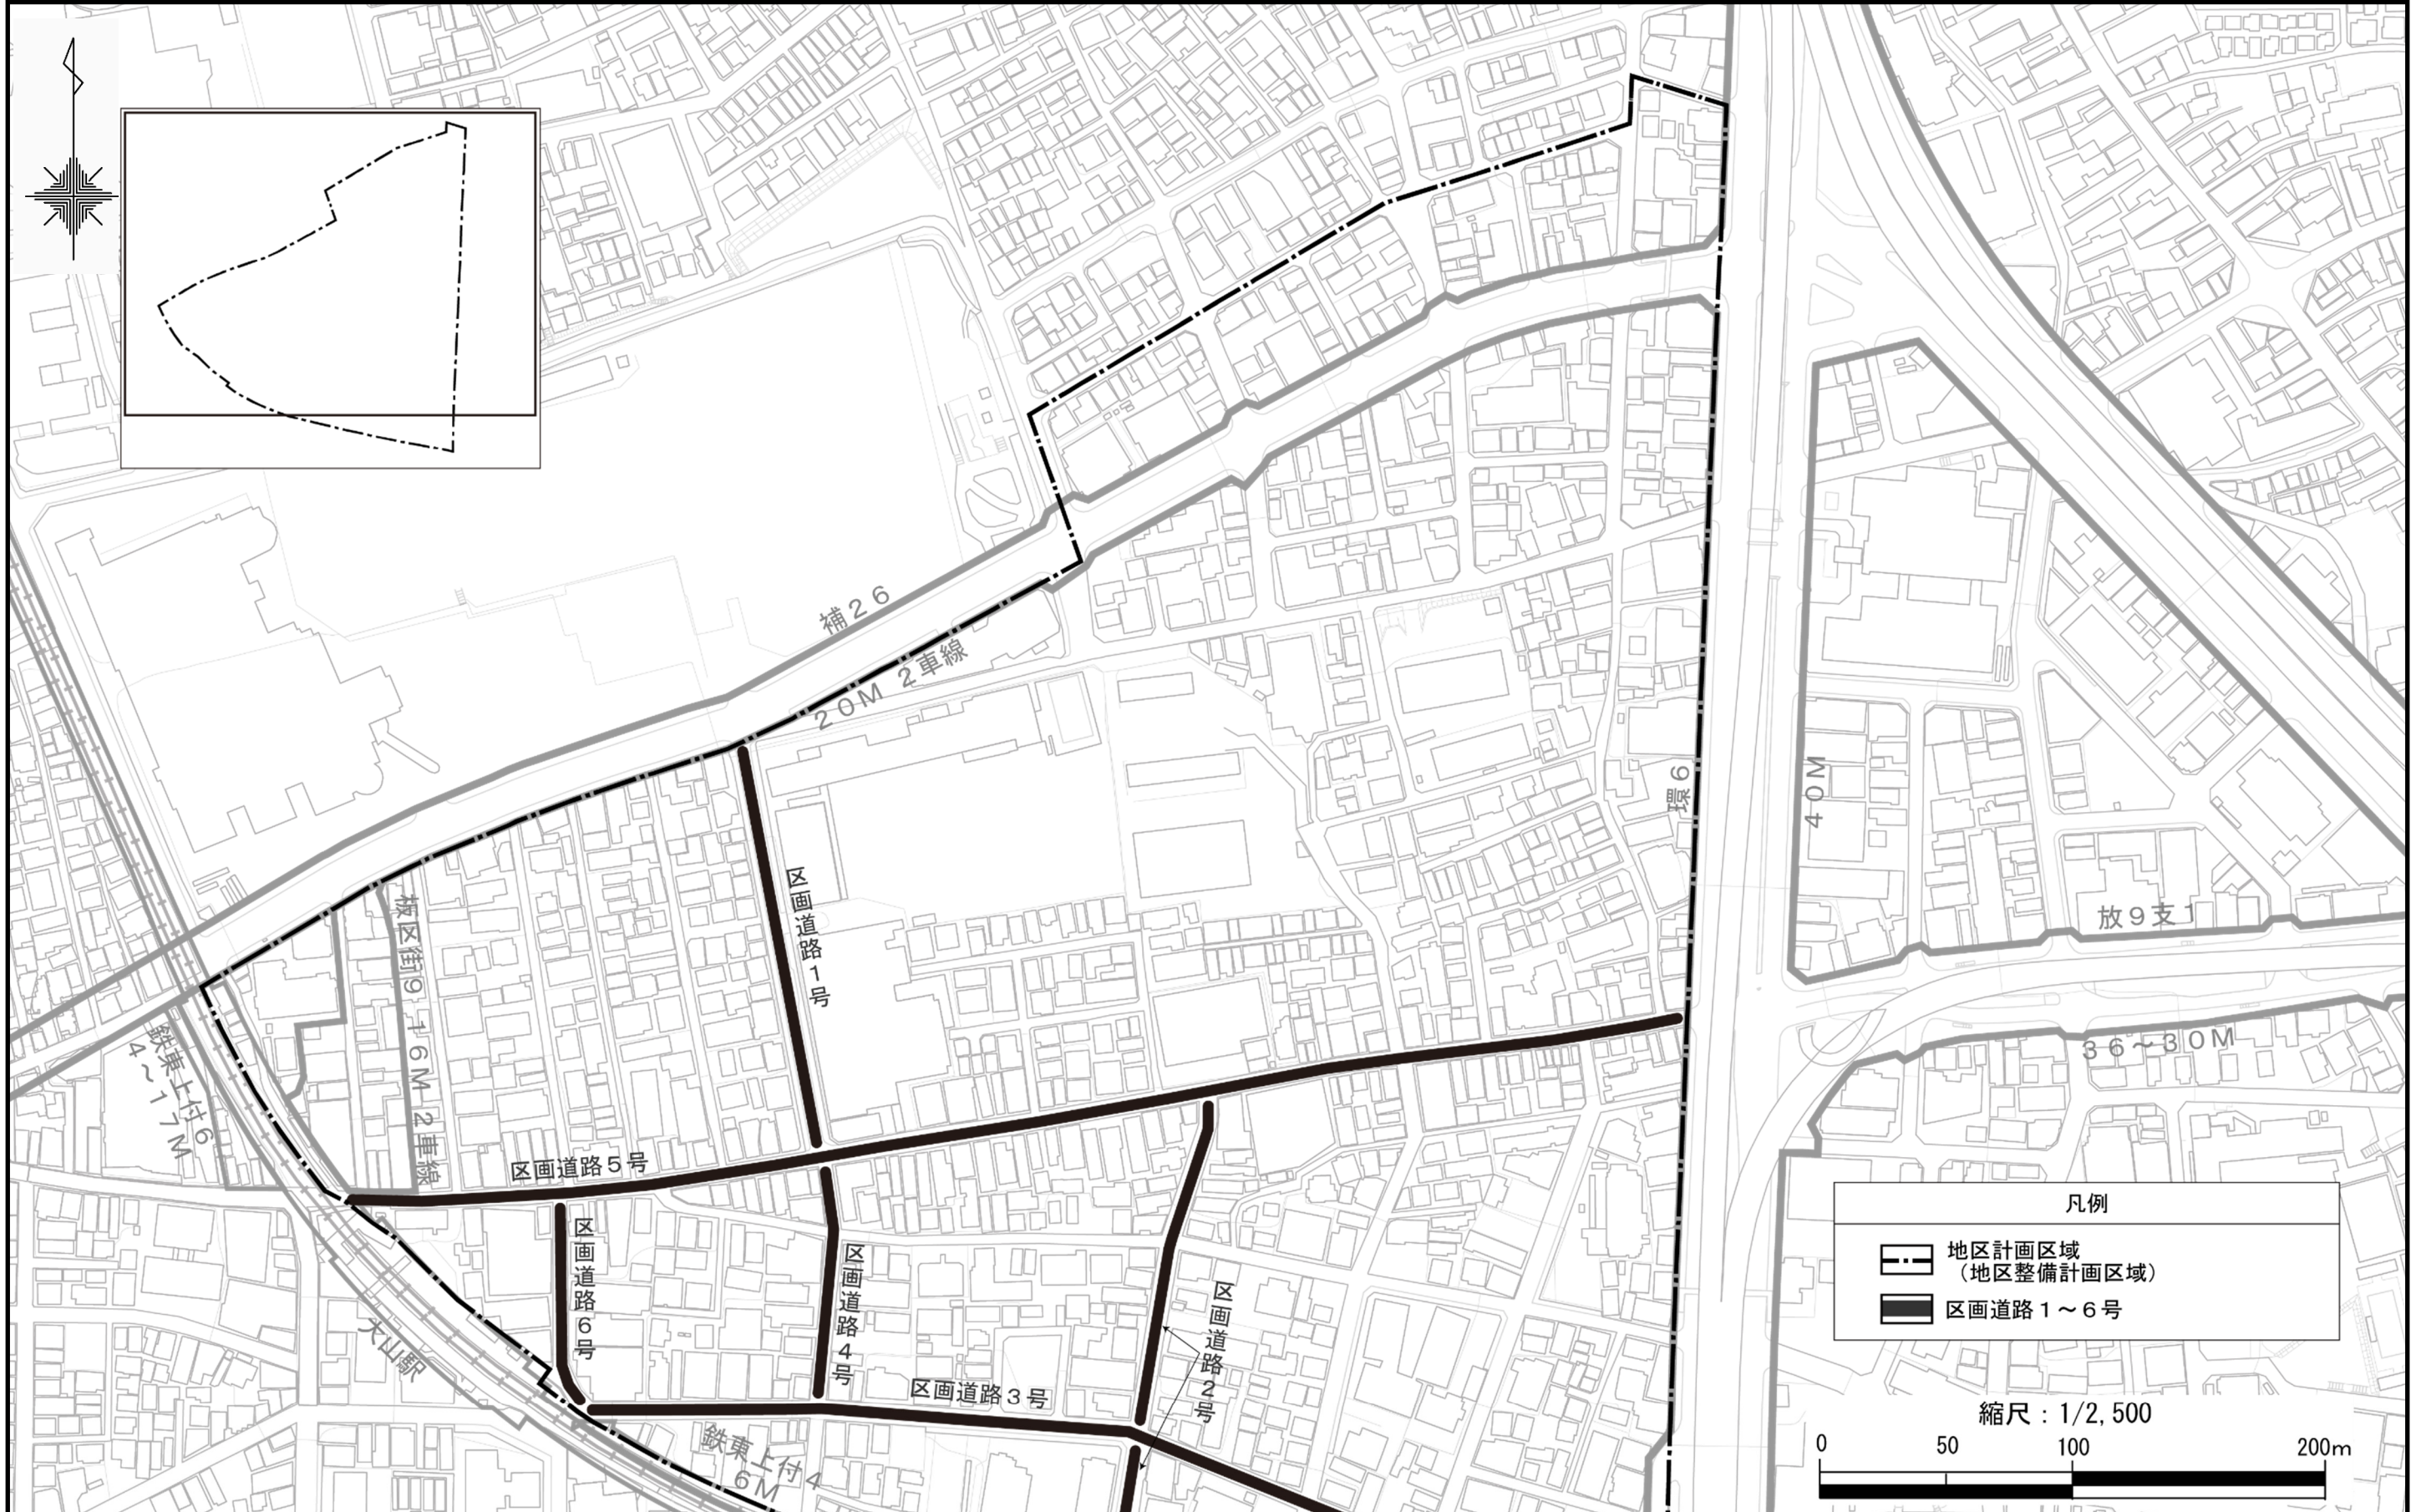 補26
20M 2車線
環6
40M
区画道路1号
板区街9 16M 2車線
放9支1
36~30M
鉄東上付6
4~17M
区画道路5号
区画道路6号
区画道路4号
区画道路2号
区画道路3号
大山駅
鉄東上付4
6M
凡例
地区計画区域
(地区整備計画区域)
区画道路1~6号
縮尺:1/2,500
0 50 100 200m